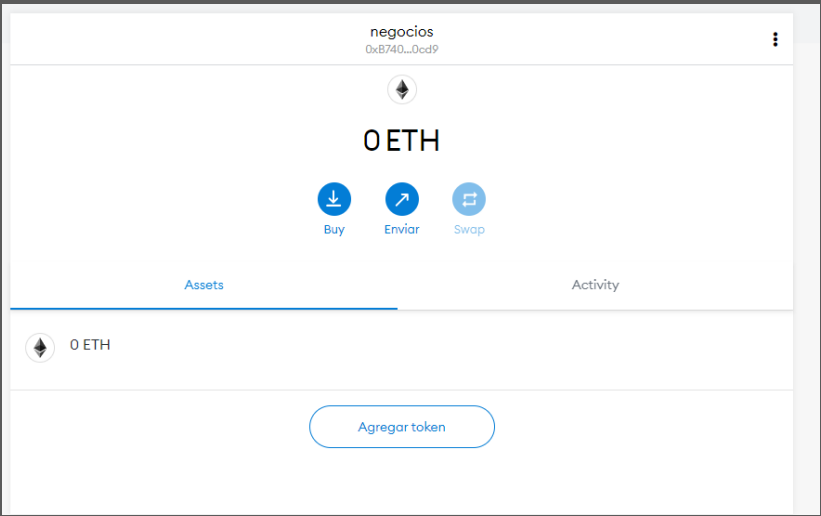 negocios
0xB740...0cd9
0 ETH
Buy Enviar Swap
Assets Activity
0 ETH
Agregar token